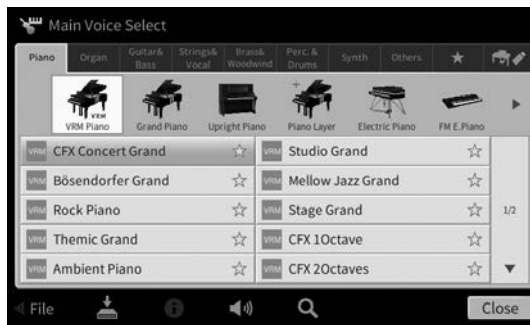 Main Voice Select
Piano Organ Guitar& Bass Strings& Vocal Brass& Woodwind Perc. & Drums Synth Others
VRM
VRM Piano Grand Piano Upright Piano Piano Layer Electric Piano FM E.Piano
VRM CFX Concert Grand VRM Studio Grand
VRM Bösendorfer Grand VRM Mellow Jazz Grand
VRM Rock Piano VRM Stage Grand 1/2
VRM Themic Grand VRM CFX 1Octave
VRM Ambient Piano VRM CFX 2Octaves
File Close